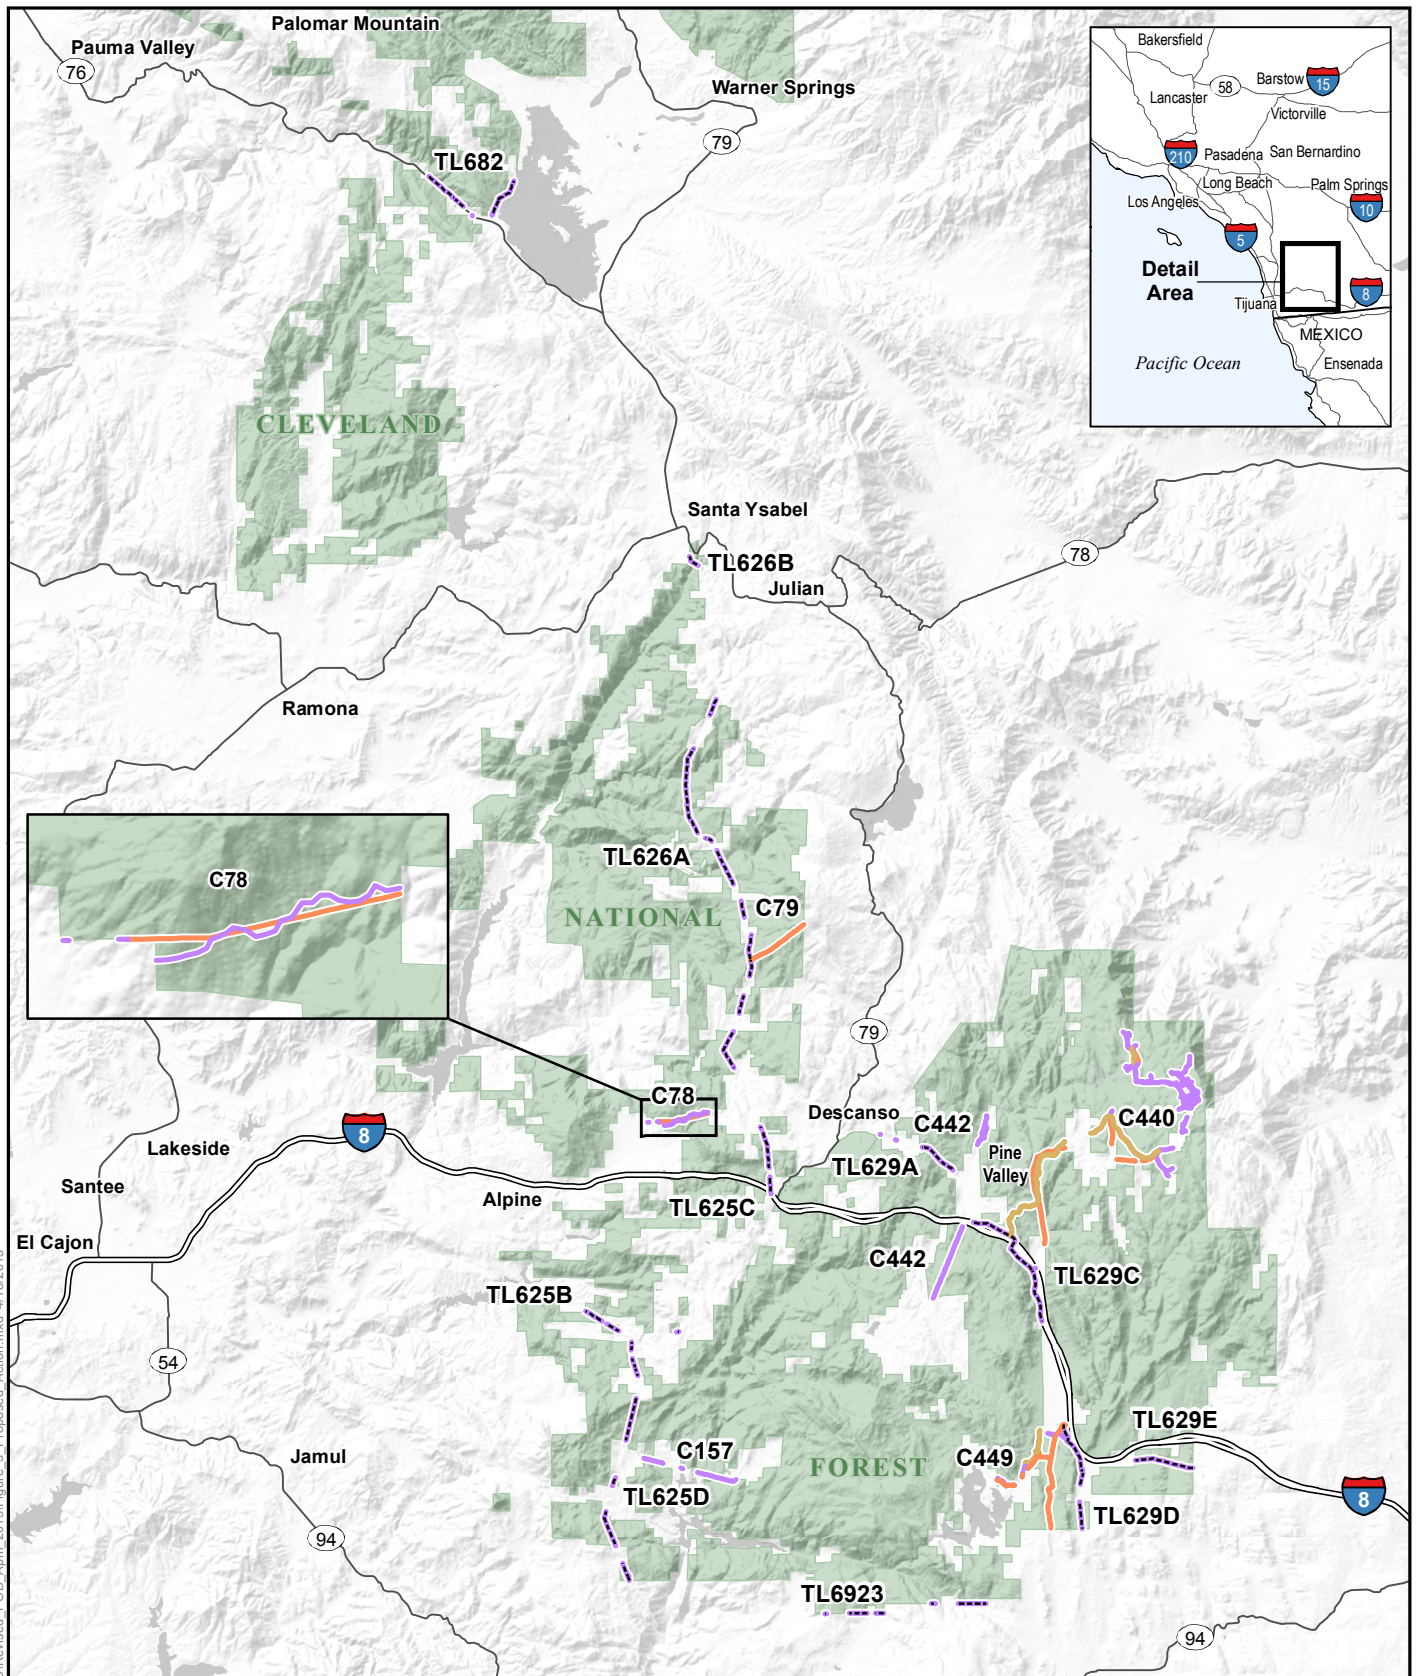 Palomar Mountain
Pauma Valley
76
Warner Springs
79
TL682
Bakersfield
58
Barstow
15
Lancaster
Victorville
210
Pasadena
San Bernardino
Long Beach
Palm Springs
Los Angeles
10
5
Detail
Area
8
Tijuana
MEXICO
Pacific Ocean
Ensenada
CLEVELAND
Santa Ysabel
TL626B
78
Julian
Ramona
C78
TL626A
C79
NATIONAL
79
C78
Descanso
C442
C440
8
Lakeside
Pine
Valley
TL629A
Santee
Alpine
TL625C
El Cajon
C442
TL629C
TL625B
54
TL629E
Jamul
C157
C449
FOREST
TL625D
8
TL629D
94
TL6923
94